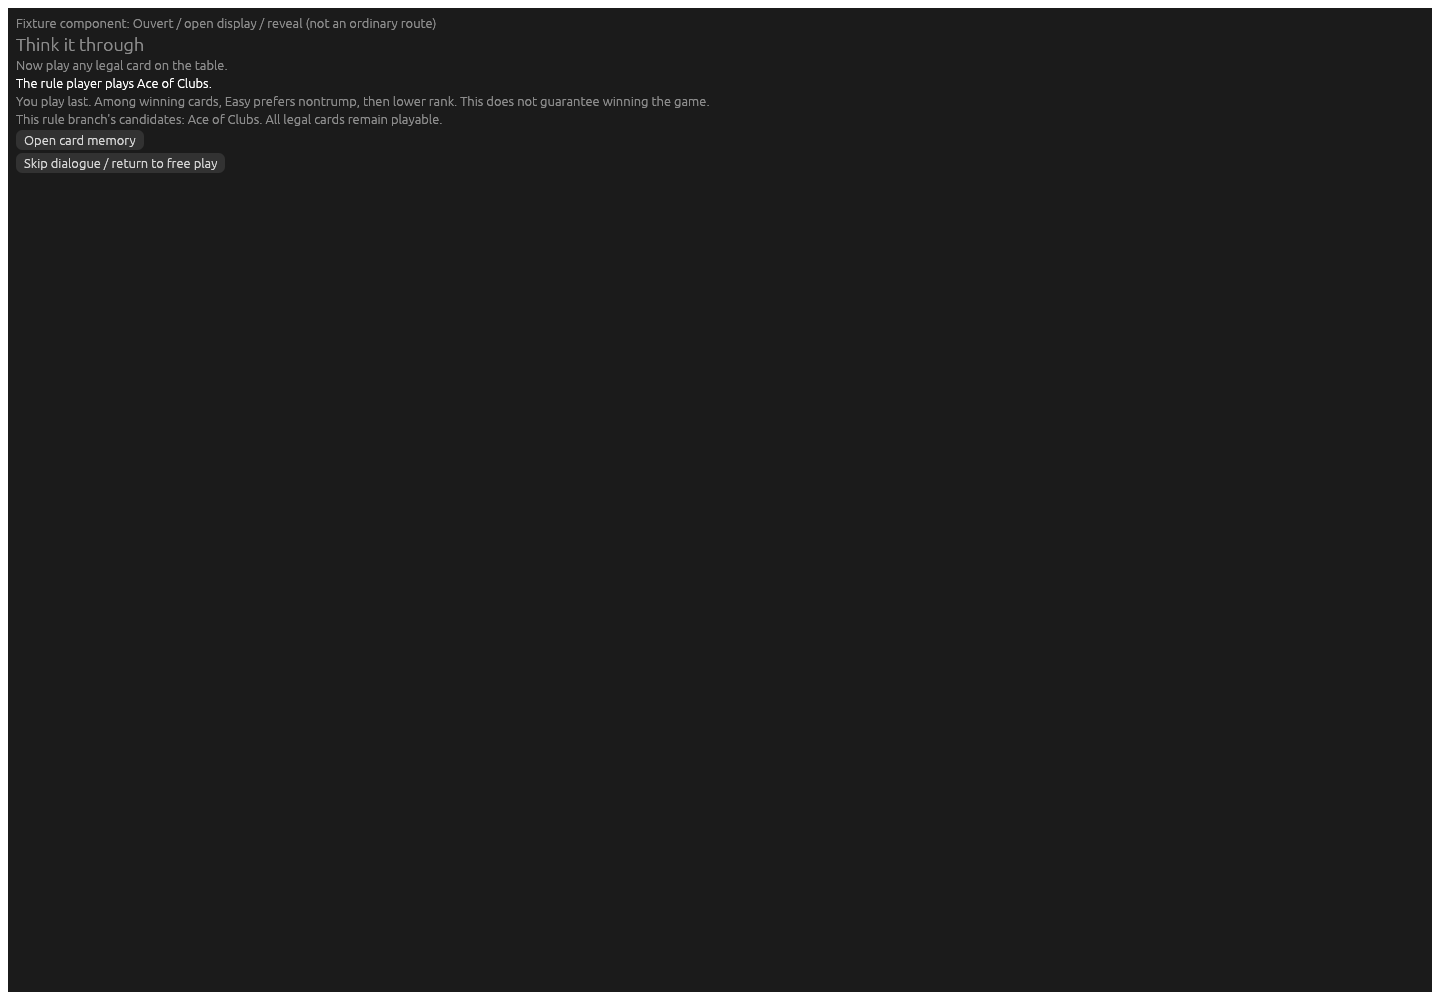 Fixture component: Ouvert / open display / reveal (not an ordinary route)
Think it through
Now play any legal card on the table.
The rule player plays Ace of Clubs.
You play last. Among winning cards, Easy prefers nontrump, then lower rank. This does not guarantee winning the game.
This rule branch's candidates: Ace of Clubs. All legal cards remain playable.
Open card memory
Skip dialogue / return to free play